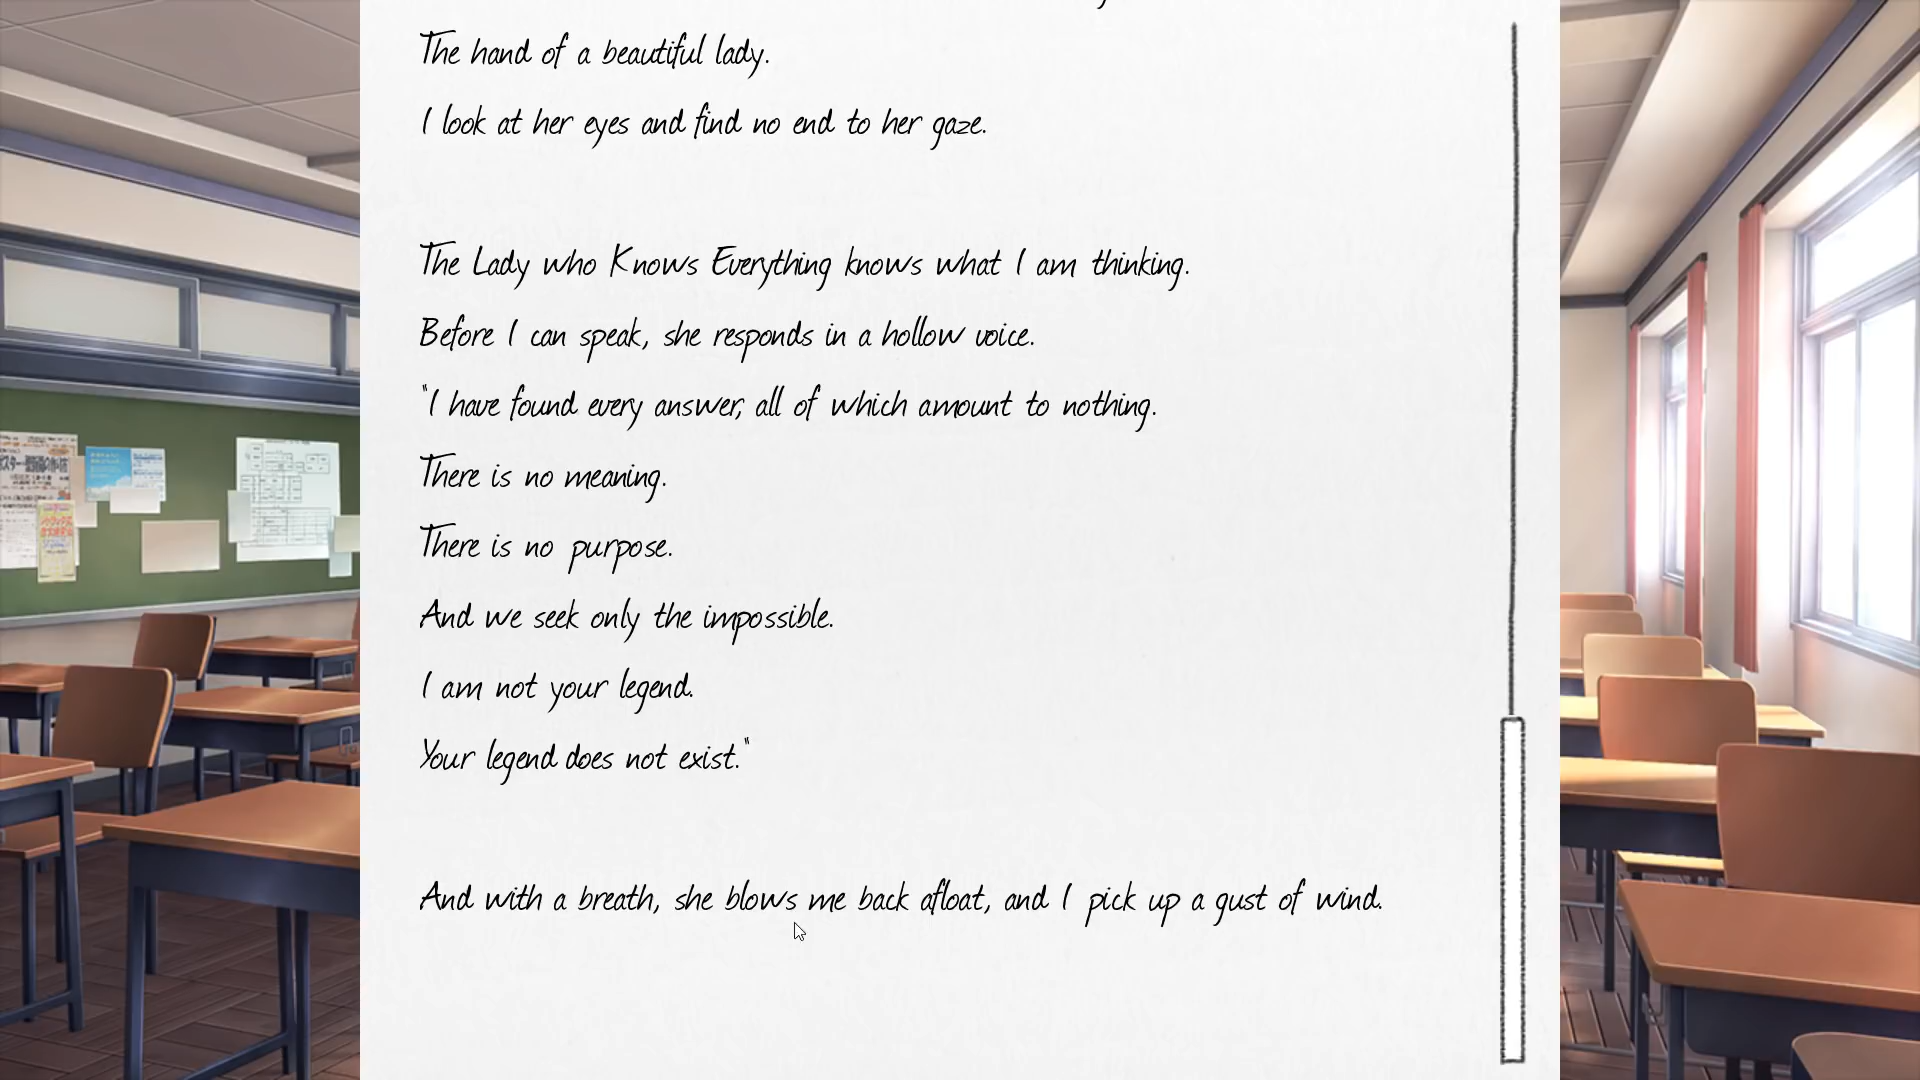 The hand of a beautiful lady.
I look at her eyes and find no end to her gaze.
The Lady who Knows Everything knows what I am thinking.
Before I can speak, she responds in a hollow voice.
"I have found every answer, all of which amount to nothing.
There is no meaning.
There is no purpose.
And we seek only the impossible.
I am not your legend.
Your legend does not exist."
And with a breath, she blows me back afloat, and I pick up a gust of wind.